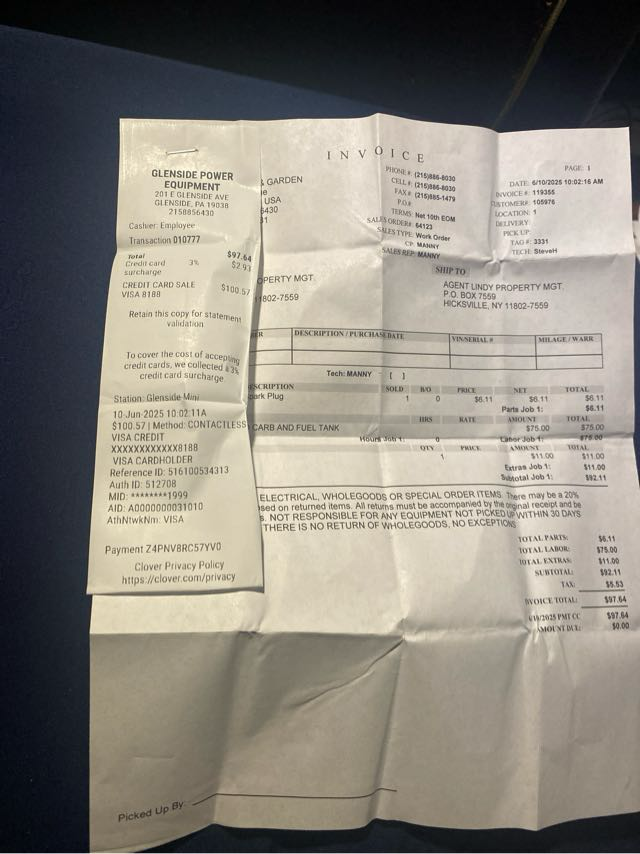 GLENSIDE POWER
EQUIPMENT
201 E GLENSIDE AVE
GLENSIDE, PA 19038
2158856430
Cashier: Employee
Transaction 010777
Total $97.64
Credit card surcharge 3% $2.93
CREDIT CARD SALE $100.57
VISA 8188
Retain this copy for statement
validation
To cover the cost of accepting
credit cards, we collected a 3%
credit card surcharge
Station: Glenside Mini
10-Jun-2025 10:02:11A
$100.57 | Method: CONTACTLESS
VISA CREDIT
XXXXXXXXXXXX8188
VISA CARDHOLDER
Reference ID: 516100534313
Auth ID: 512708
MID: ********1999
AID: A0000000031010
AthNtwkNm: VISA
Payment Z4PNV8RC57YV0
Clover Privacy Policy
https://clover.com/privacy
INVOICE
& GARDEN
e
USA
6430
31
PHONE # (215)886-8030
CELL # (215)886-8030
FAX # (215)885-1479
P.O.#
TERMS: Net 10th EOM
SALES ORDER# 64123
SALES TYPE: Work Order
CP: MANNY
SALES REP: MANNY
PAGE: 1
DATE: 6/10/2025 10:02:16 AM
INVOICE #: 119355
CUSTOMER#: 105976
LOCATION: 1
DELIVERY:
PICK UP:
TAG #: 3331
TECH: SteveH
OPERTY MGT.
11802-7559
SHIP TO
AGENT LINDY PROPERTY MGT.
P.O. BOX 7559
HICKSVILLE, NY 11802-7559
ER DESCRIPTION / PURCHASE DATE VIN/SERIAL # MILAGE / WARR
Tech: MANNY - [ ]
ESCRIPTION SOLD B/O PRICE NET TOTAL
park Plug 1 0 $6.11 $6.11 $6.11
Parts Job 1: $6.11
HRS RATE AMOUNT TOTAL
CARB AND FUEL TANK $75.00 $75.00
Hours Job 1: 0 Labor Job 1: $75.00
QTY PRICE AMOUNT TOTAL
1 $11.00 $11.00
Extras Job 1: $11.00
Subtotal Job 1: $92.11
ELECTRICAL, WHOLEGOODS OR SPECIAL ORDER ITEMS. There may be a 20%
sed on returned items. All returns must be accompanied by the original receipt and be
s. NOT RESPONSIBLE FOR ANY EQUIPMENT NOT PICKED UP WITHIN 30 DAYS
THERE IS NO RETURN OF WHOLEGOODS, NO EXCEPTIONS
TOTAL PARTS: $6.11
TOTAL LABOR: $75.00
TOTAL EXTRAS: $11.00
SUBTOTAL: $92.11
TAX: $5.53
INVOICE TOTAL: $97.64
6/10/2025 PMT CC $97.64
AMOUNT DUE: $0.00
Picked Up By: